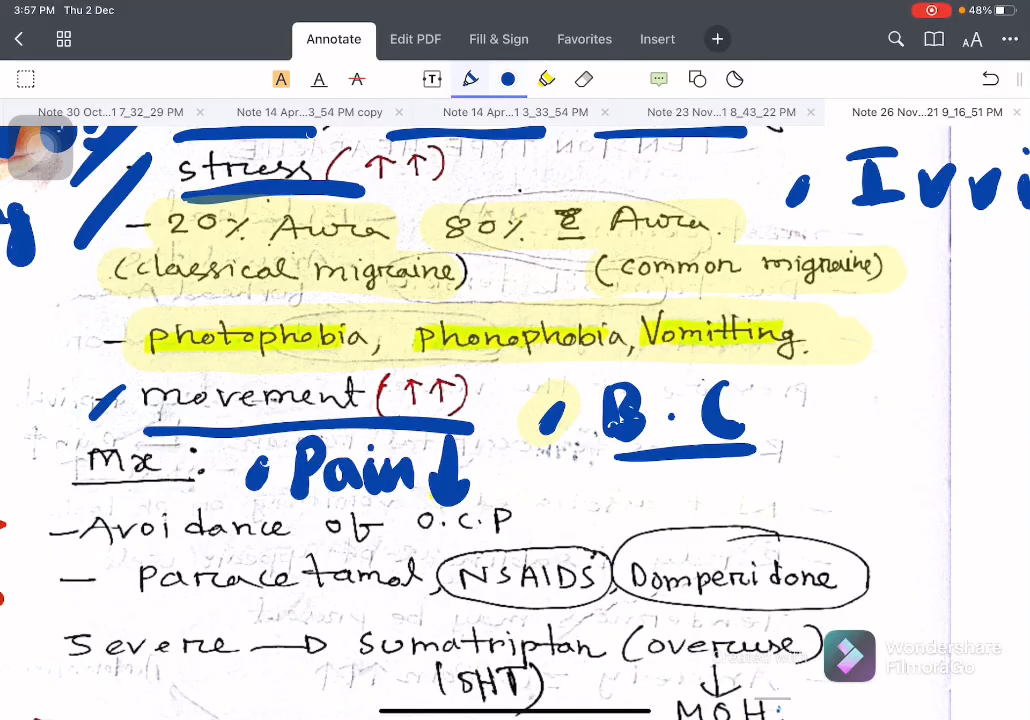 3:57 PM Thu 2 Dec
48%
Annotate Edit PDF Fill & Sign Favorites Insert
Note 30 Oct...1 7_32_29 PM
Note 14 Apr...3_54 PM copy
Note 14 Apr...1 3_33_54 PM
Note 23 Nov...1 8_43_22 PM
Note 26 Nov...21 9_16_51 PM
stress (↑↑)
• Irri
- 20% Aura 80% Aura.
(classical migraine) (common migraine)
- photophobia, phonophobia, Vomitting.
- movement (↑↑)
• B.C
Mx :
• Pain ↓
- Avoidance of O.C.P
- Paracetamol, NSAIDS, Domperidone
Severe → Sumatriptan (overuse)
(5HT)
↓
MOH
Wondershare
FilmoraGo